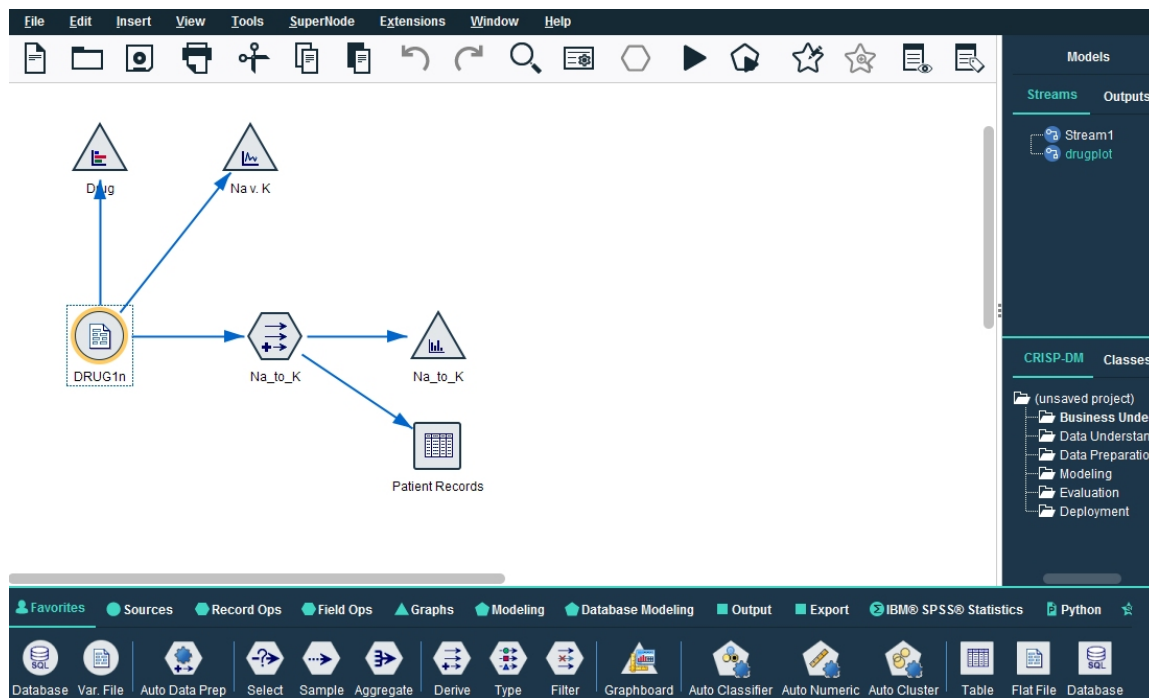 File Edit Insert View Tools SuperNode Extensions Window Help
Models
Streams Outputs
Stream1
drugplot
Drug
Na v. K
DRUG1n
Na_to_K
Na_to_K
Patient Records
CRISP-DM Classes
(unsaved project)
Business Unde
Data Understan
Data Preparatio
Modeling
Evaluation
Deployment
Favorites Sources Record Ops Field Ops Graphs Modeling Database Modeling Output Export IBM® SPSS® Statistics Python
SQL SQL
Database Var. File Auto Data Prep Select Sample Aggregate Derive Type Filter Graphboard Auto Classifier Auto Numeric Auto Cluster Table Flat File Database